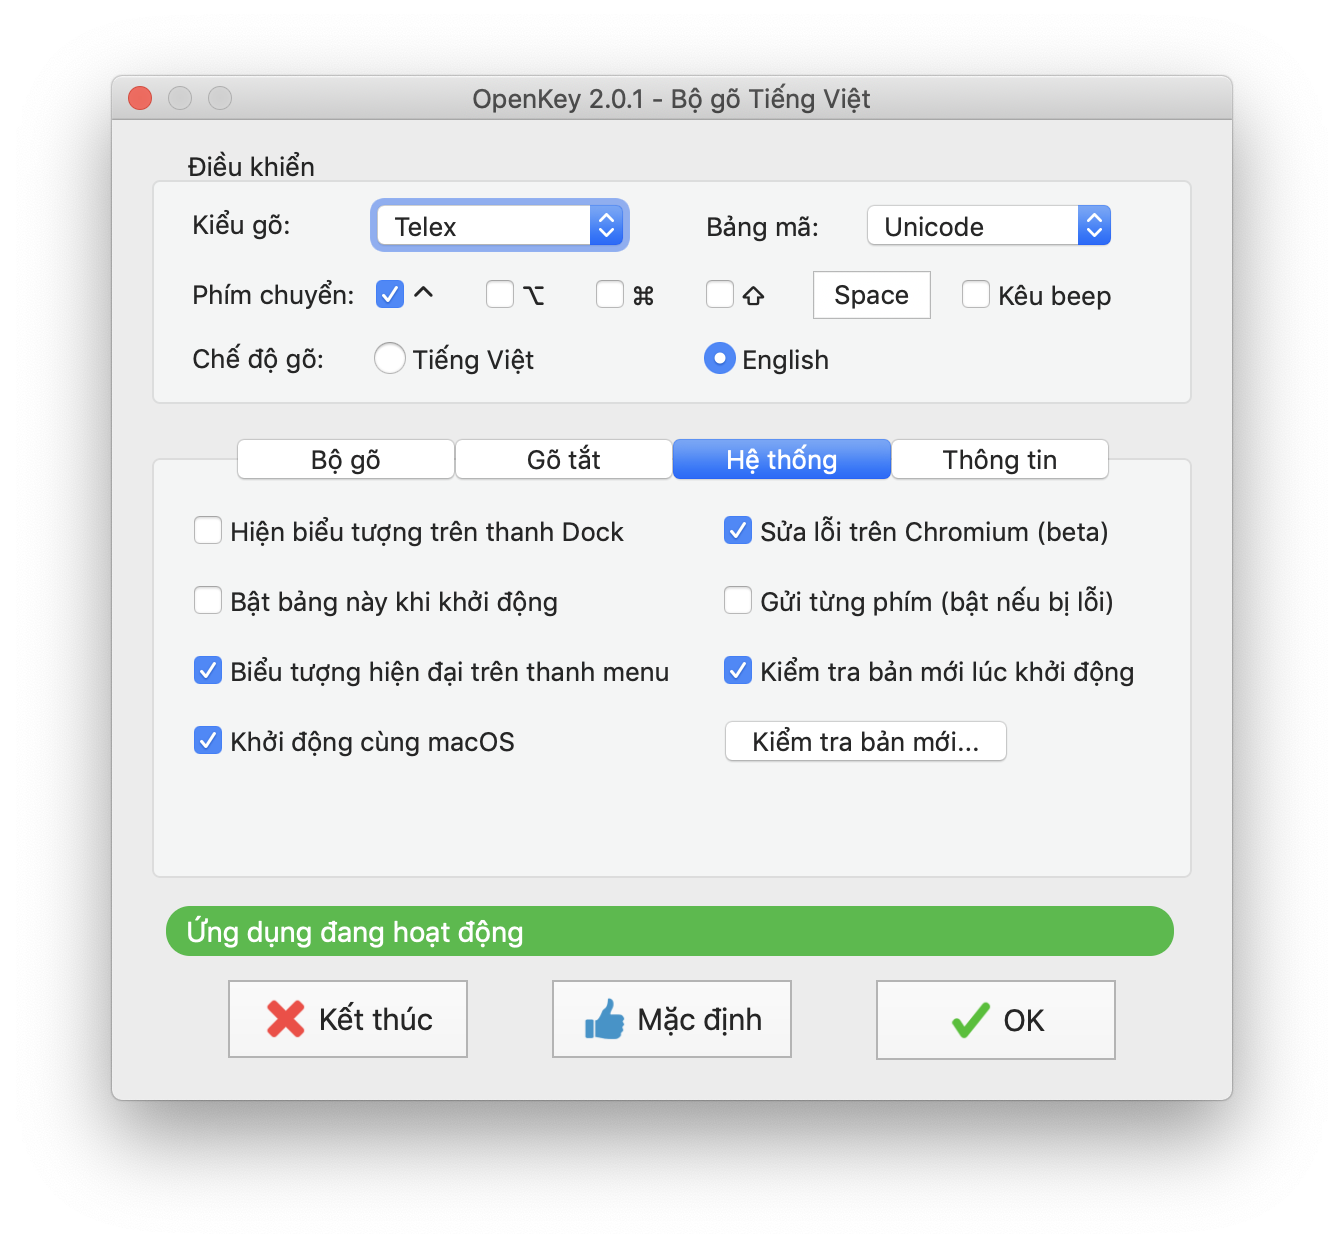 OpenKey 2.0.1 - Bộ gõ Tiếng Việt
Điều khiển
Kiểu gõ: Telex Bảng mã: Unicode
Phím chuyển: ^ ⌥ ⌘ ⇧ Space Kêu beep
Chế độ gõ: Tiếng Việt English
Bộ gõ Gõ tắt Hệ thống Thông tin
Hiện biểu tượng trên thanh Dock Sửa lỗi trên Chromium (beta)
Bật bảng này khi khởi động Gửi từng phím (bật nếu bị lỗi)
Biểu tượng hiện đại trên thanh menu Kiểm tra bản mới lúc khởi động
Khởi động cùng macOS Kiểm tra bản mới...
Ứng dụng đang hoạt động
Kết thúc Mặc định OK